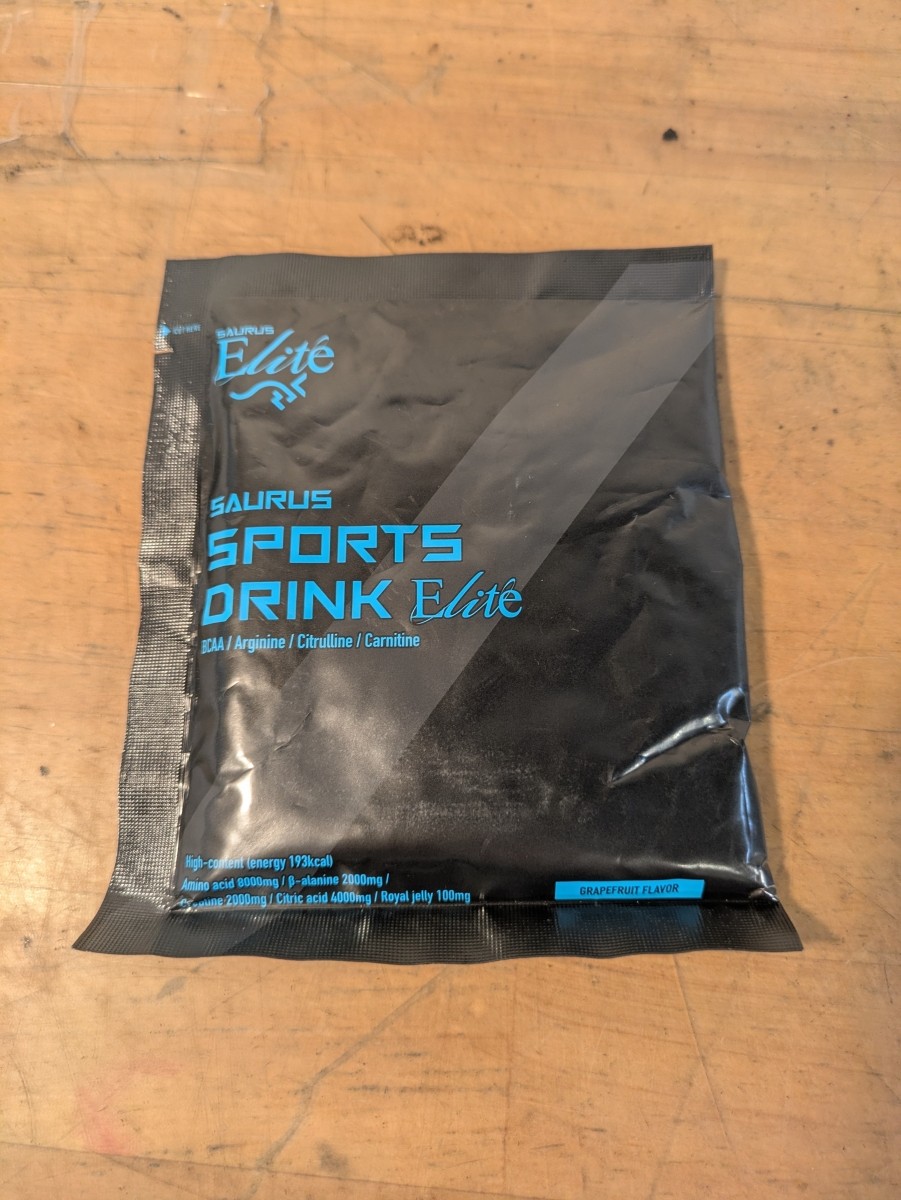 SAURUS
Elité
SAURUS
SPORTS
DRINK Elité
BCAA / Arginine / Citrulline / Carnitine
High-content (energy 193kcal)
Amino acid 8000mg / β-alanine 2000mg /
Creatine 2000mg / Citric acid 4000mg / Royal jelly 100mg
GRAPEFRUIT FLAVOR